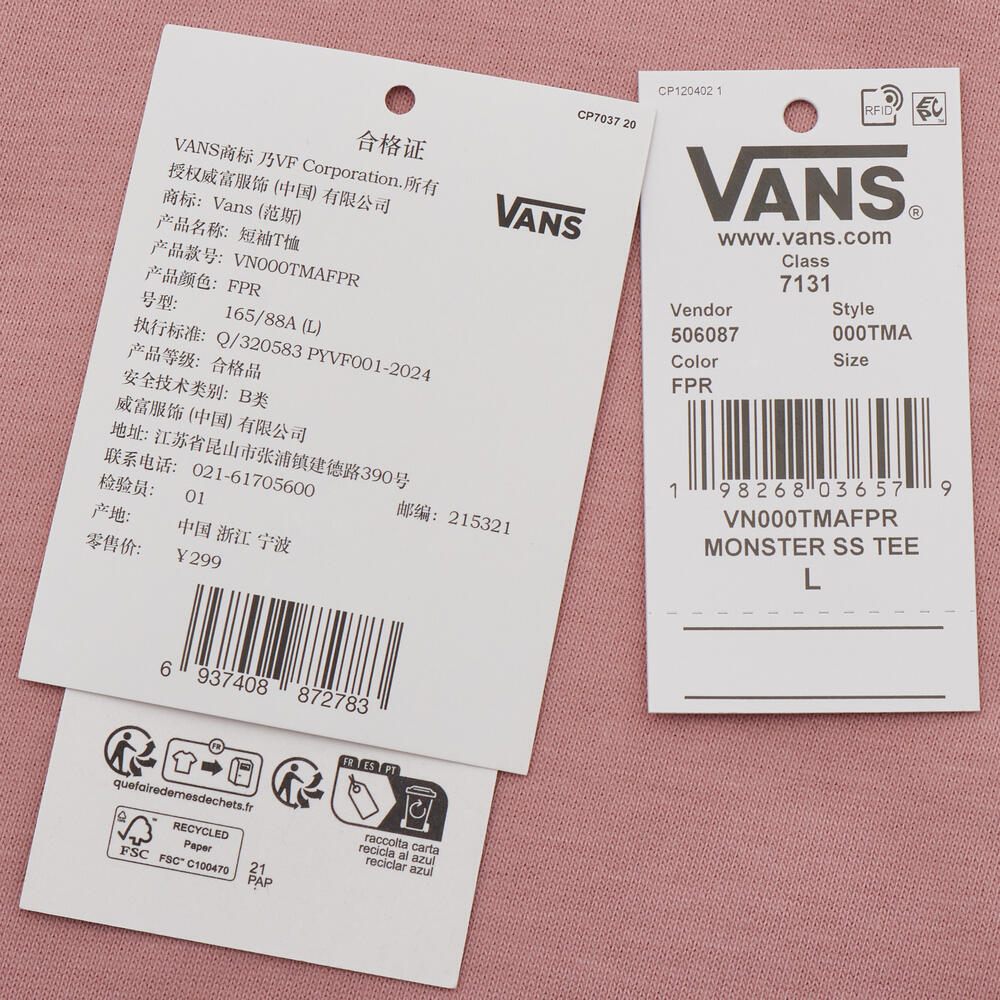 CP7037 20
合格证
VANS商标 乃VF Corporation.所有
授权威富服饰 (中国) 有限公司
VANS
商标: Vans (范斯)
产品名称: 短袖T恤
产品款号: VN000TMAFPR
产品颜色: FPR
号型: 165/88A (L)
执行标准: Q/320583 PYVF001-2024
产品等级: 合格品
安全技术类别: B类
威富服饰 (中国) 有限公司
地址: 江苏省昆山市张浦镇建德路390号
联系电话: 021-61705600
检验员: 01 邮编: 215321
产地: 中国 浙江 宁波
零售价: ¥299
6 937408 872783
FR
quefairedemesdechets.fr
FR ES PT
raccolta carta
recicla al azul
reciclar azul
FSC™
RECYCLED
Paper
FSC™ C100470
21
PAP
CP120402 1
RFID
EPC™
VANS®
www.vans.com
Class
7131
Vendor Style
506087 000TMA
Color Size
FPR
1 98268 03657 9
VN000TMAFPR
MONSTER SS TEE
L